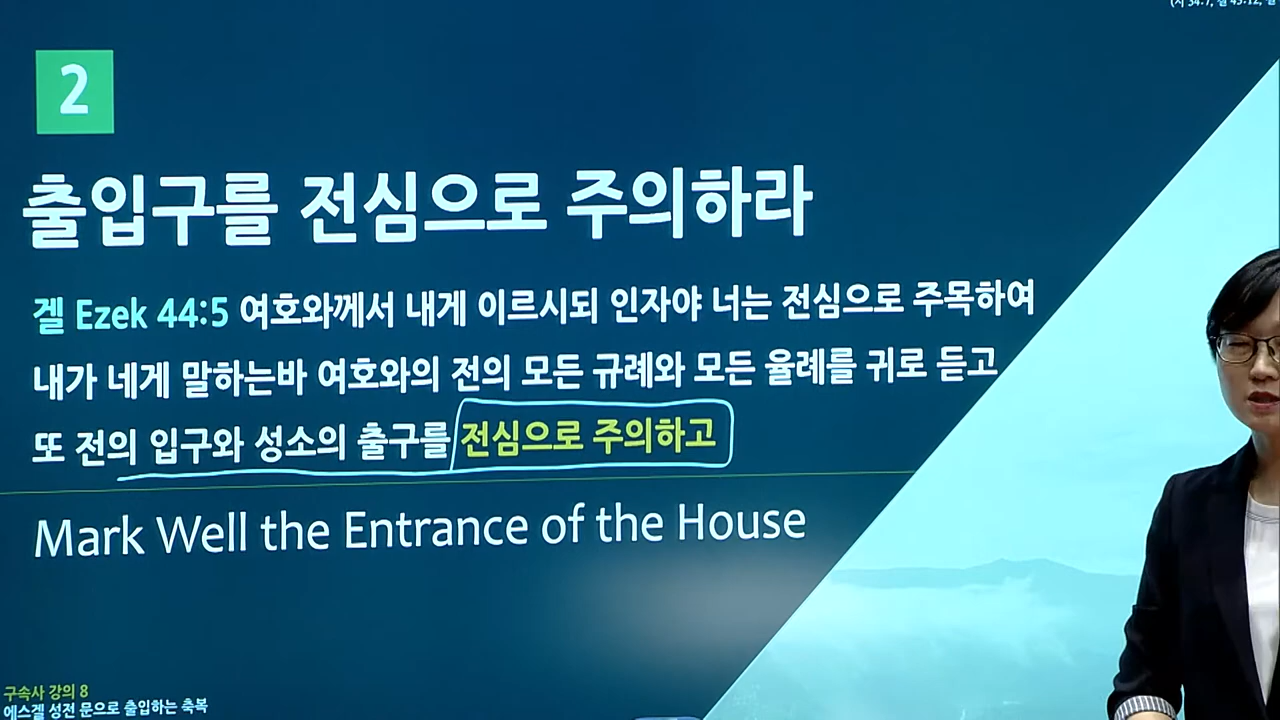 2
출입구를 전심으로 주의하라
겔 Ezek 44:5 여호와께서 내게 이르시되 인자야 너는 전심으로 주목하여
내가 네게 말하는바 여호와의 전의 모든 규례와 모든 율례를 귀로 듣고
또 전의 입구와 성소의 출구를 전심으로 주의하고
Mark Well the Entrance of the House
구속사 강의 8
에스겔 성전 문으로 출입하는 축복